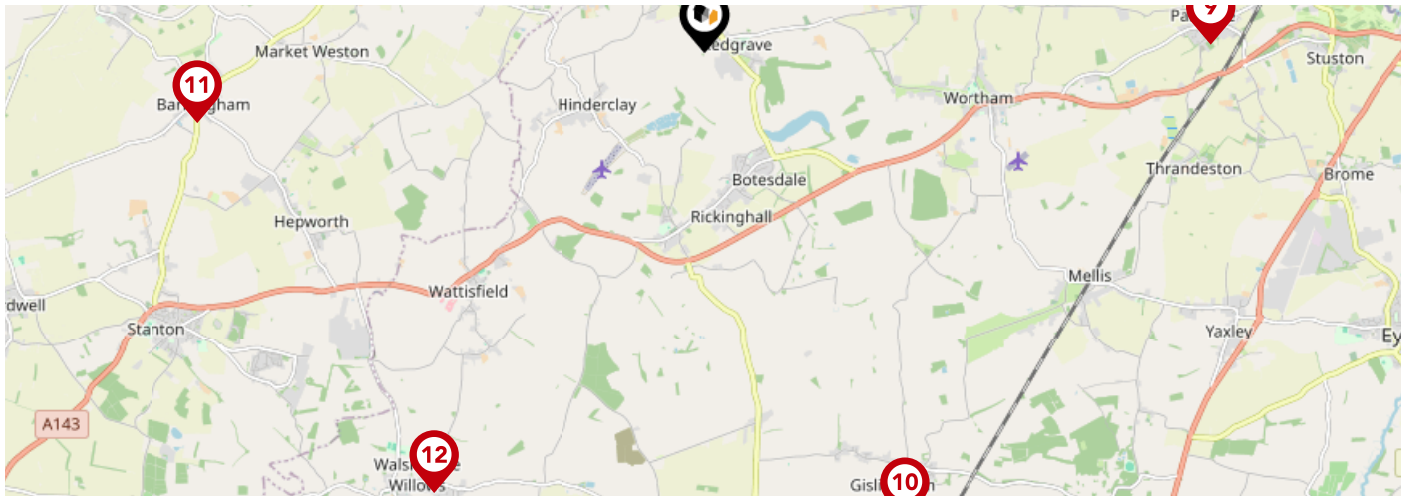 9
Market Weston
Stuston
11
Hinderclay
Wortham
Thrandeston
Brome
Botesdale
Rickinghall
Hepworth
Mellis
Wattisfield
Stanton
Yaxley
A143
12
10